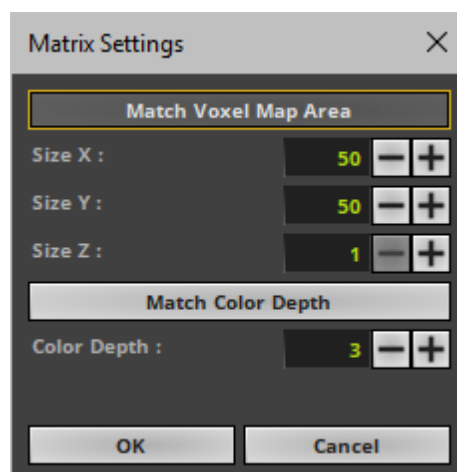 Matrix Settings
Match Voxel Map Area
Size X : 50
Size Y : 50
Size Z : 1
Match Color Depth
Color Depth : 3
OK Cancel